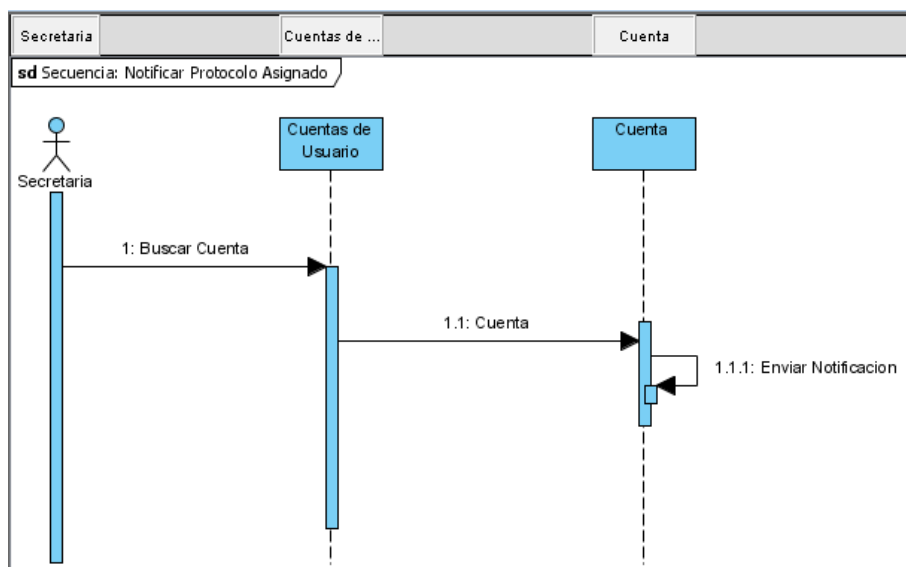 Secretaria
Cuentas de ...
Cuenta
sd Secuencia: Notificar Protocolo Asignado
Cuentas de
Usuario
Cuenta
Secretaria
1: Buscar Cuenta
1.1: Cuenta
1.1.1: Enviar Notificacion